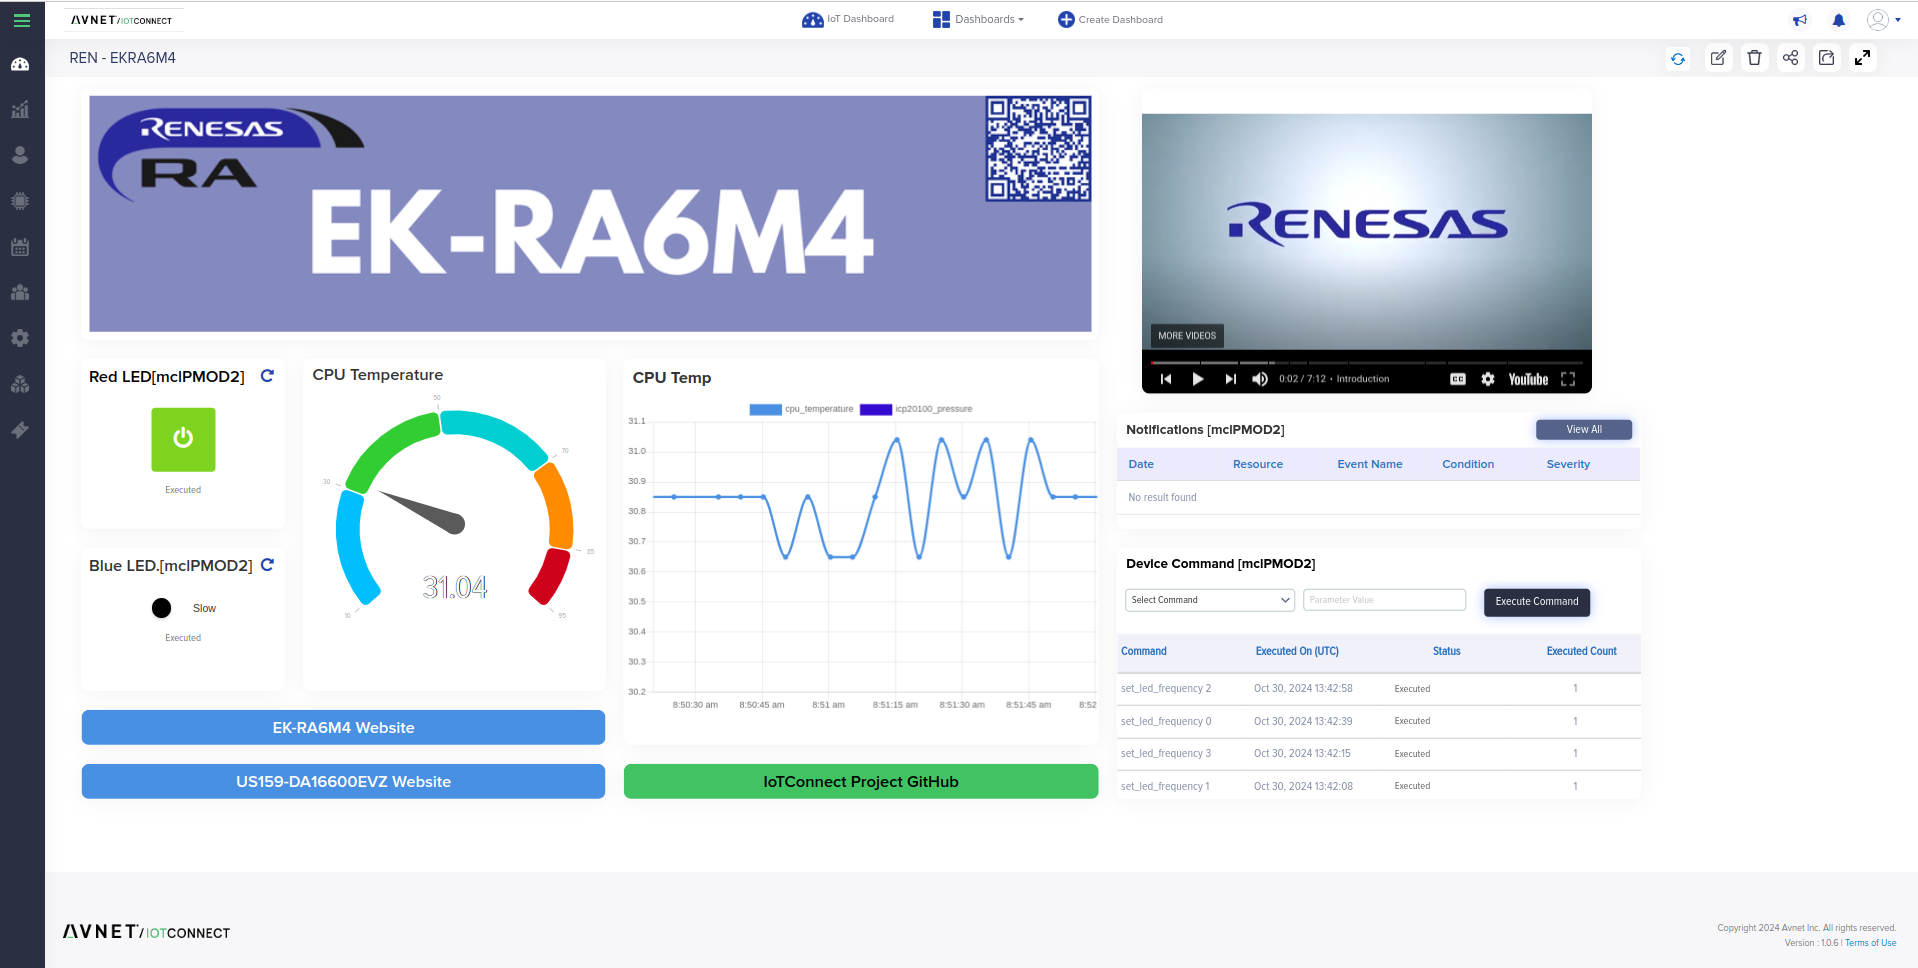 AVNET/IOTCONNECT
IoT Dashboard
Dashboards
Create Dashboard
REN - EKRA6M4
RENESAS
RA
EK-RA6M4
RENESAS
MORE VIDEOS
0:02 / 7:12 • Introduction
CC
YouTube
Red LED[mclPMOD2]
Executed
Blue LED.[mclPMOD2]
Slow
Executed
CPU Temperature
10
30
50
70
85
95
31.04
CPU Temp
cpu_temperature
icp20100_pressure
31.1
31.0
30.9
30.8
30.7
30.6
30.5
30.4
30.3
30.2
8:50:30 am 8:50:45 am 8:51 am 8:51:15 am 8:51:30 am 8:51:45 am 8:52
Notifications [mclPMOD2]
View All
Date Resource Event Name Condition Severity
No result found
Device Command [mclPMOD2]
Select Command
Parameter Value
Execute Command
Command Executed On (UTC) Status Executed Count
set_led_frequency 2 Oct 30, 2024 13:42:58 Executed 1
set_led_frequency 0 Oct 30, 2024 13:42:39 Executed 1
set_led_frequency 3 Oct 30, 2024 13:42:15 Executed 1
set_led_frequency 1 Oct 30, 2024 13:42:08 Executed 1
EK-RA6M4 Website
US159-DA16600EVZ Website
IoTConnect Project GitHub
AVNET/IOTCONNECT
Copyright 2024 Avnet Inc. All rights reserved.
Version : 1.0.6 | Terms of Use